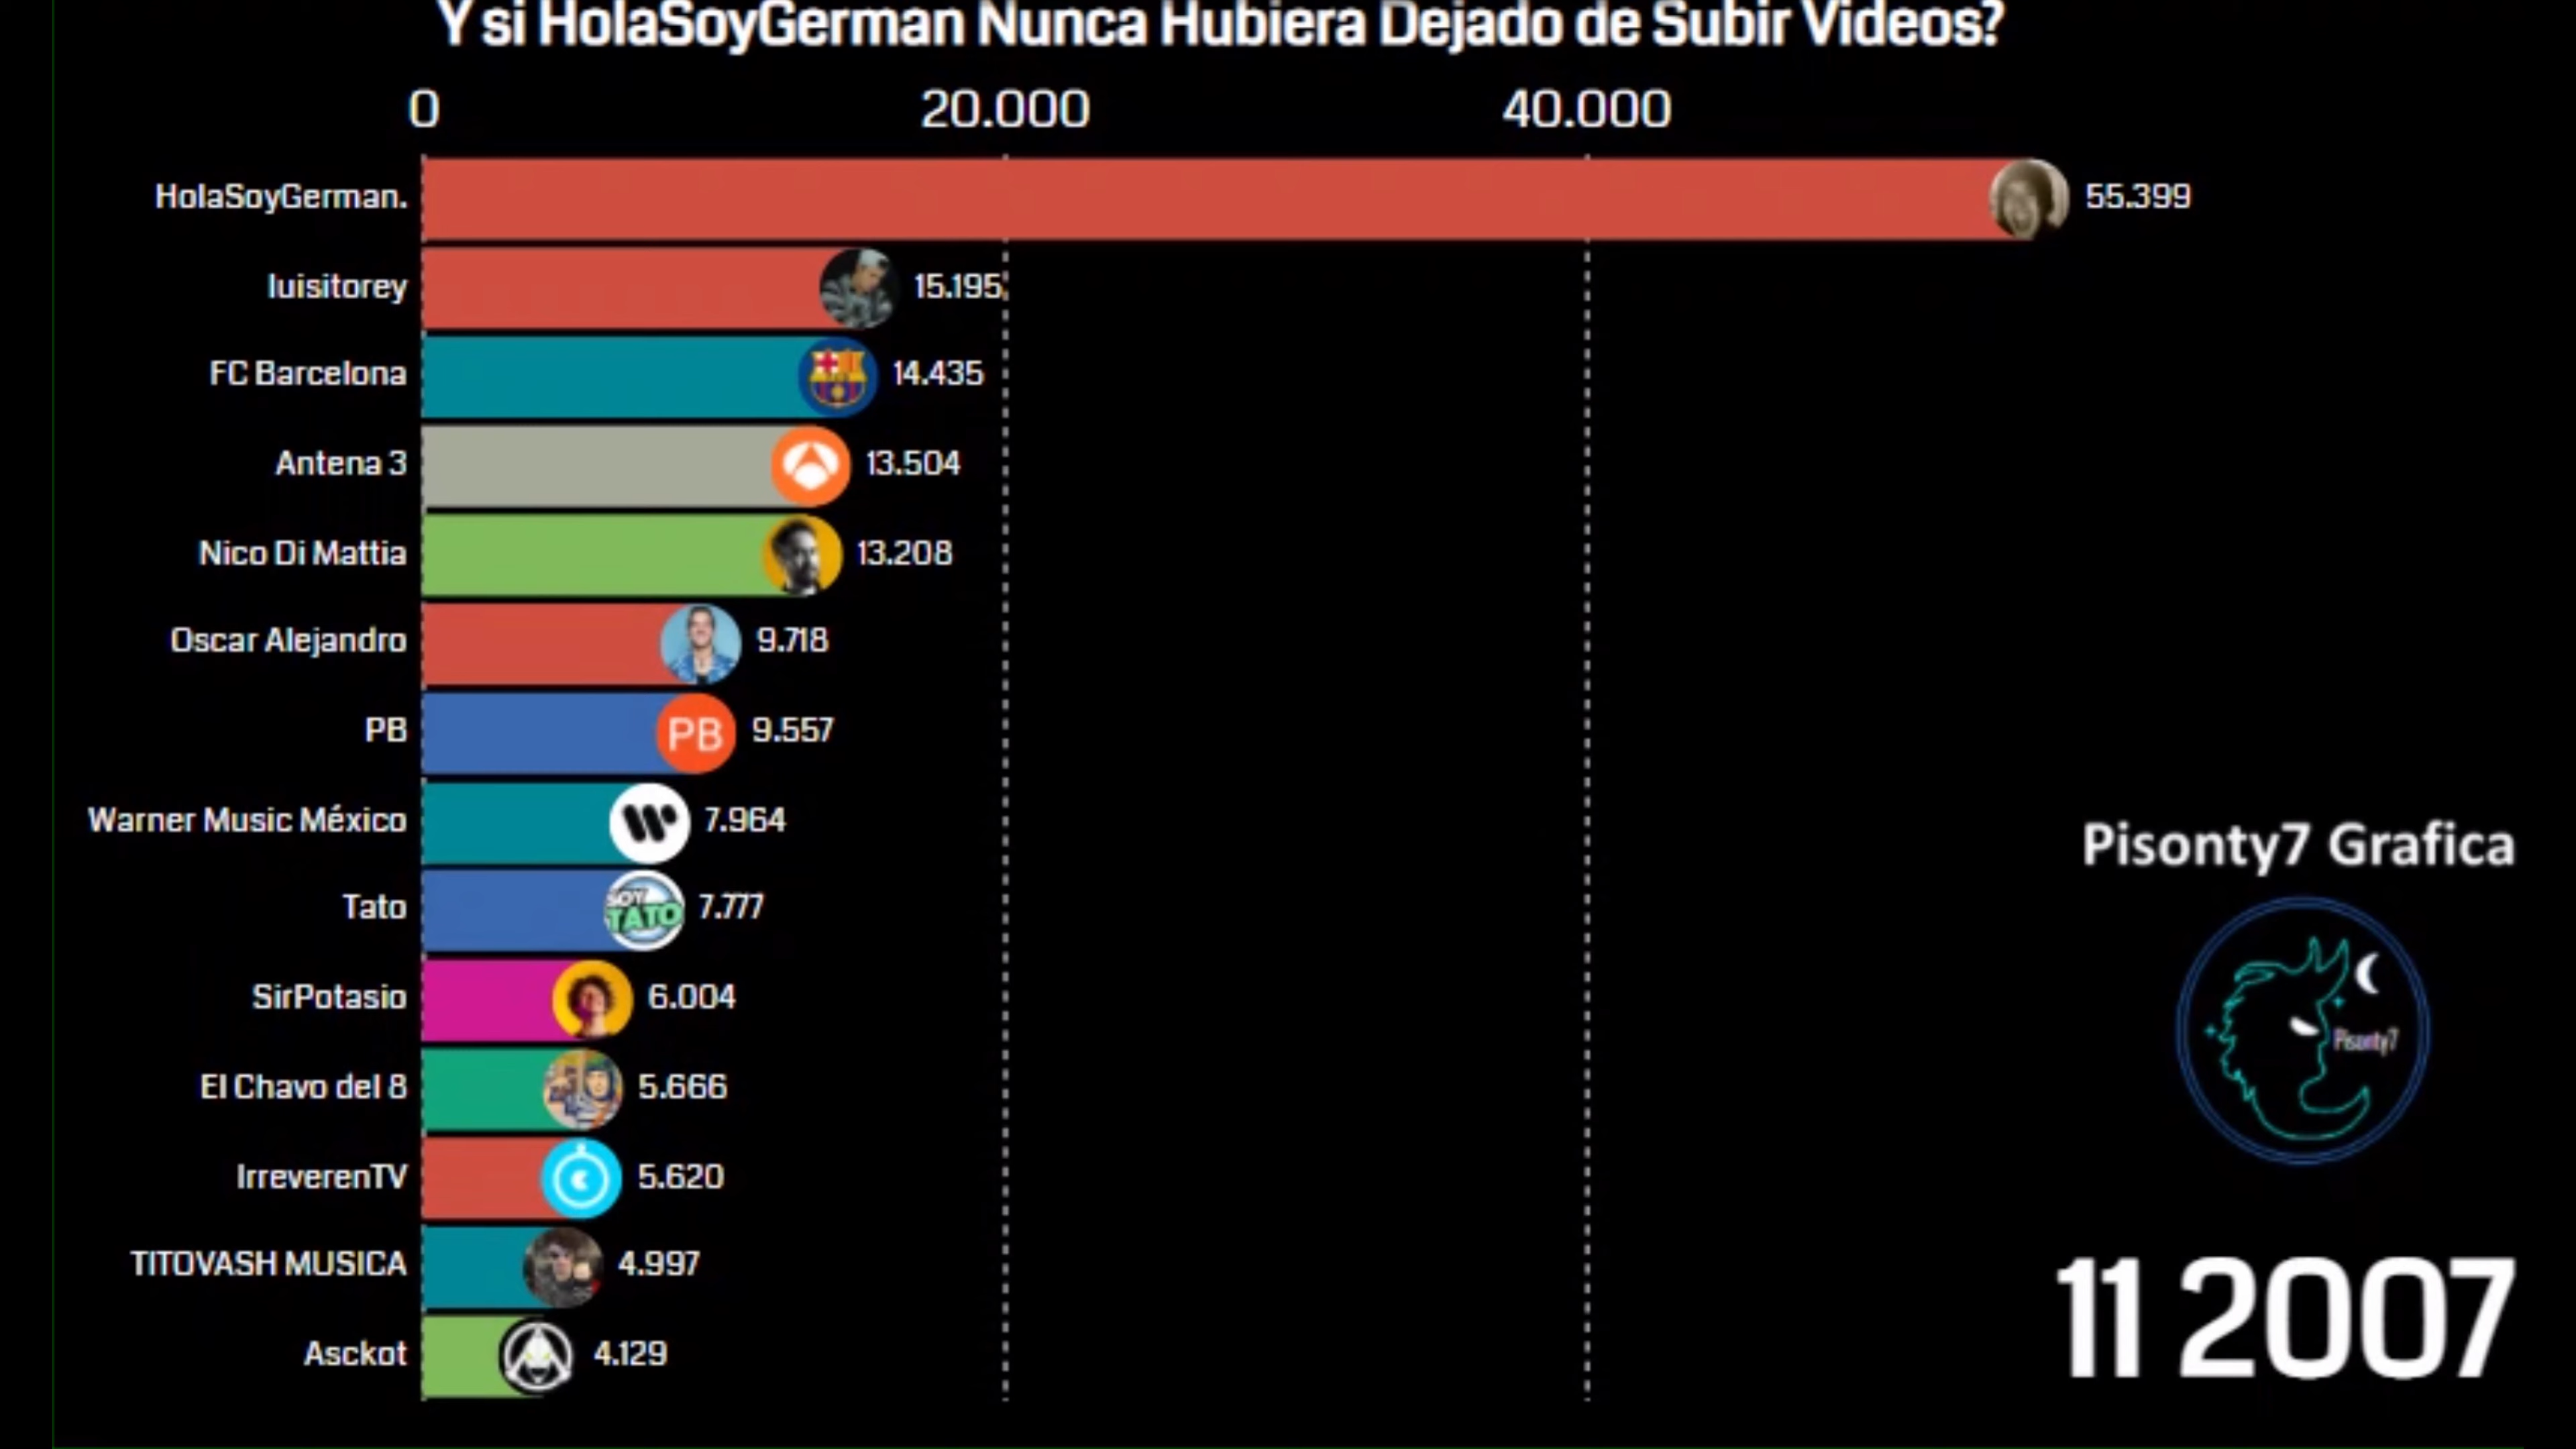 Y si HolaSoyGerman Nunca Hubiera Dejado de Subir Videos?
0 20.000 40.000
HolaSoyGerman. 55.399
luisitorey 15.195
FC Barcelona 14.435
Antena 3 13.504
Nico Di Mattia 13.208
Oscar Alejandro 9.718
PB PB 9.557
Warner Music México 7.964
Tato SOY TATO 7.777
SirPotasio 6.004
El Chavo del 8 5.666
IrreverenTV 5.620
TITOVASH MUSICA 4.997
Asckot 4.129
Pisonty7 Grafica
Pisonty7
11 2007